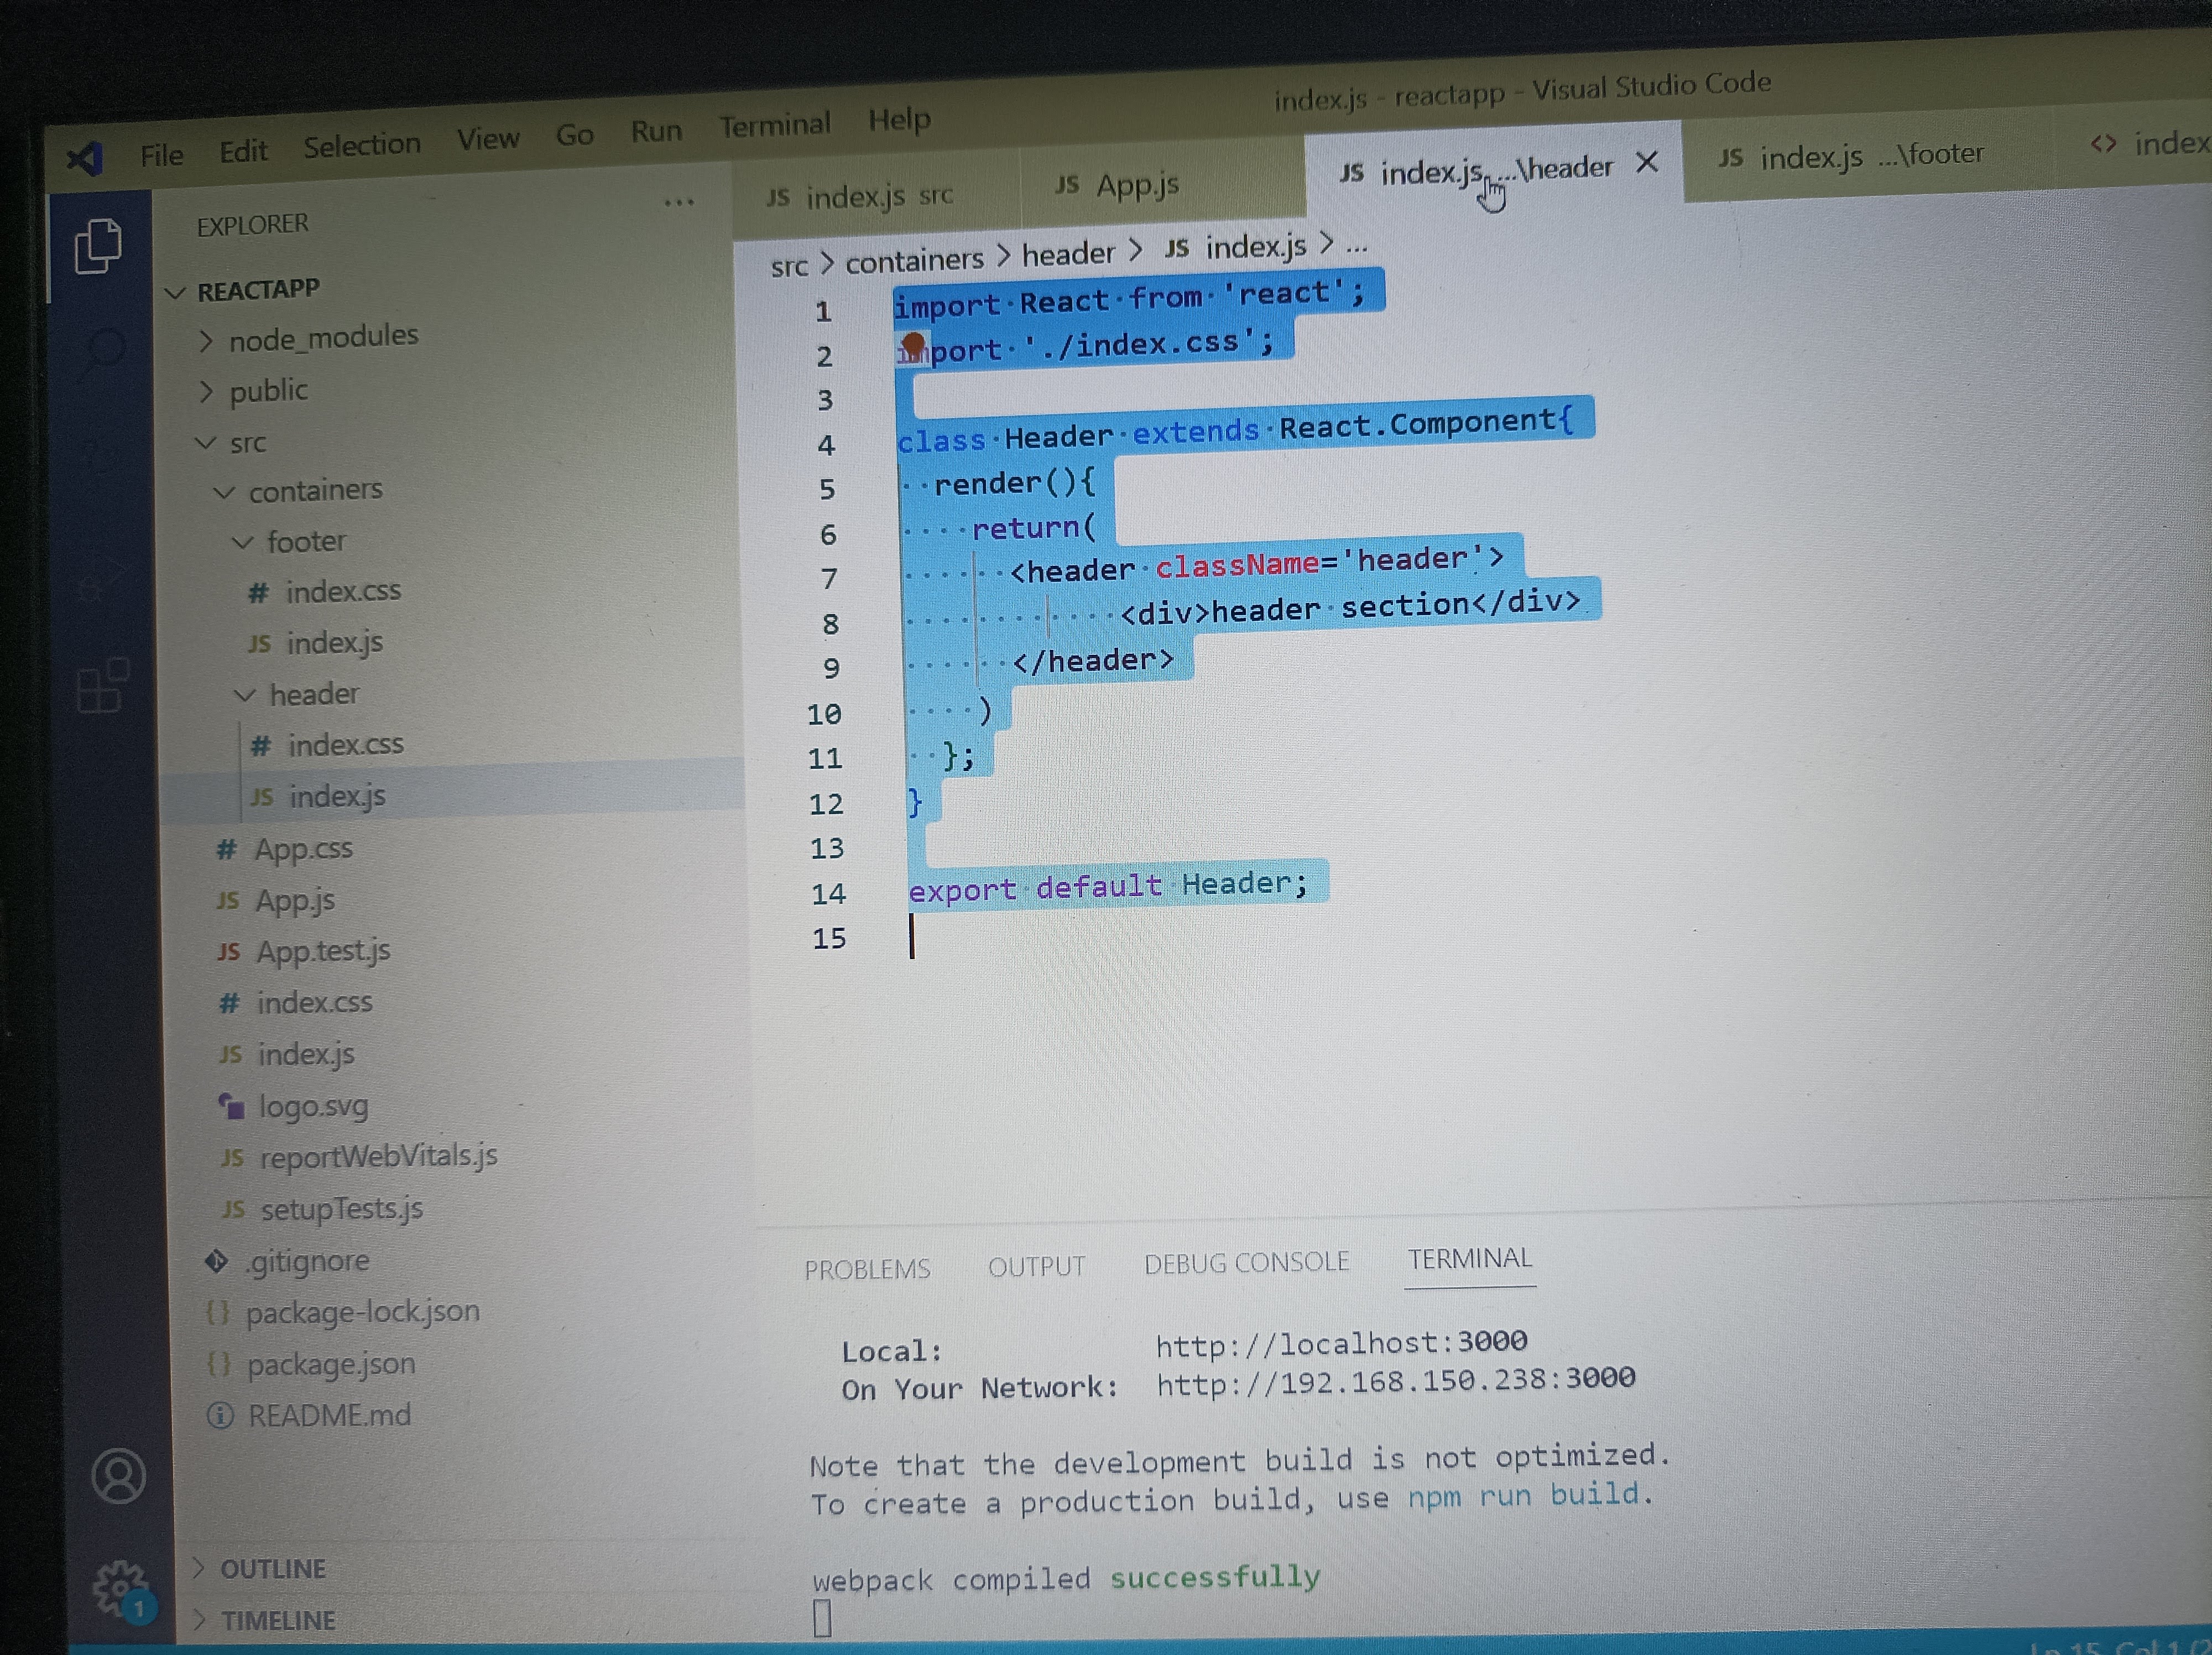 File Edit Selection View Go Run Terminal Help
index.js - reactapp - Visual Studio Code
EXPLORER
...
REACTAPP
node_modules
public
src
containers
footer
# index.css
JS index.js
header
# index.css
JS index.js
# App.css
JS App.js
JS App.test.js
# index.css
JS index.js
logo.svg
JS reportWebVitals.js
JS setupTests.js
.gitignore
{} package-lock.json
{} package.json
README.md
OUTLINE
TIMELINE
1
JS index.js src
JS App.js
JS index.js ...\header
JS index.js ...\footer
<> index
src > containers > header > JS index.js > ...
1 import React from 'react';
2 import './index.css';
3
4 class Header extends React.Component{
5 render(){
6 return(
7 <header className='header'>
8 <div>header section</div>
9 </header>
10 )
11 };
12 }
13
14 export default Header;
15
PROBLEMS OUTPUT DEBUG CONSOLE TERMINAL
Local: http://localhost:3000
On Your Network: http://192.168.150.238:3000
Note that the development build is not optimized.
To create a production build, use npm run build.
webpack compiled successfully
Ln 15, Col 1